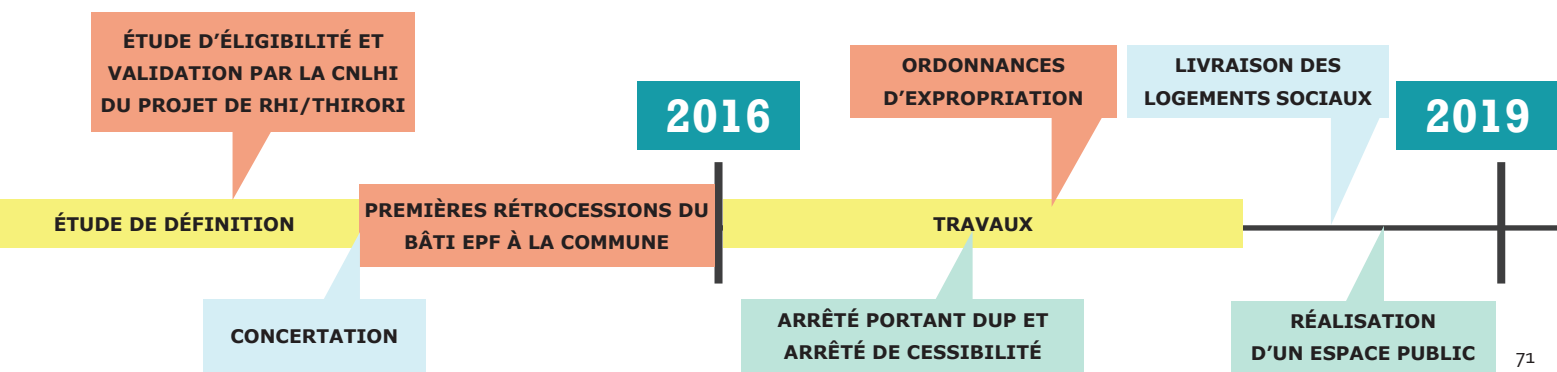 ÉTUDE D'ÉLIGIBILITÉ ET
VALIDATION PAR LA CNLHI
DU PROJET DE RHI/THIRORI
2016
ORDONNANCES
D'EXPROPRIATION
LIVRAISON DES
LOGEMENTS SOCIAUX
2019
ÉTUDE DE DÉFINITION
PREMIÈRES RÉTROCESSIONS DU
BÂTI EPF À LA COMMUNE
TRAVAUX
CONCERTATION
ARRÊTÉ PORTANT DUP ET
ARRÊTÉ DE CESSIBILITÉ
RÉALISATION
D'UN ESPACE PUBLIC
71